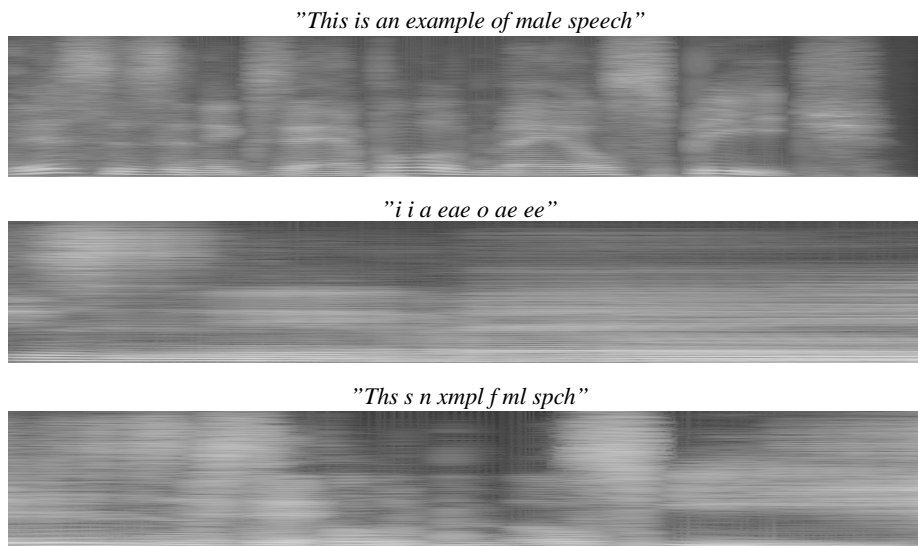 ”This is an example of male speech”
”i i a eae o ae ee”
”Ths s n xmpl f ml spch”